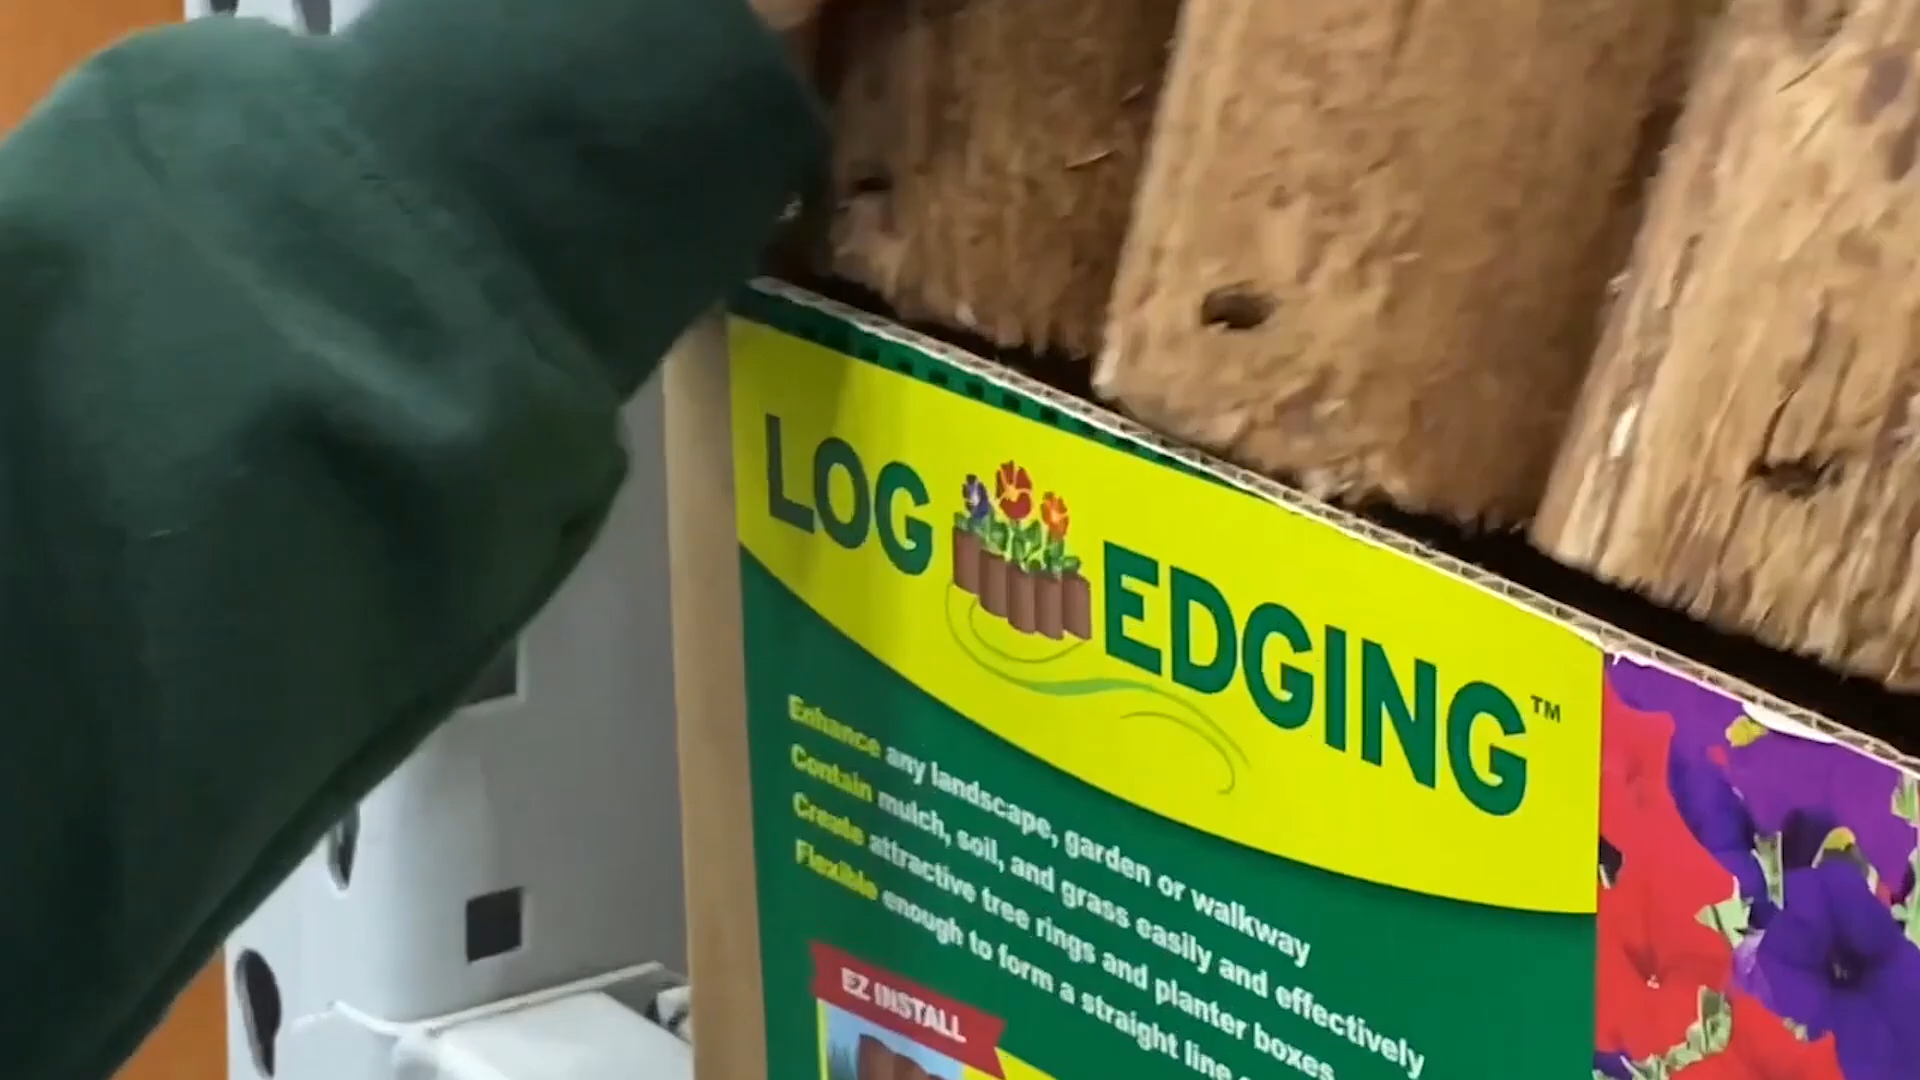 LOG EDGING™
Enhance any landscape, garden or walkway
Contain mulch, soil, and grass easily and effectively
Create attractive tree rings and planter boxes
Flexible enough to form a straight line
EZ INSTALL